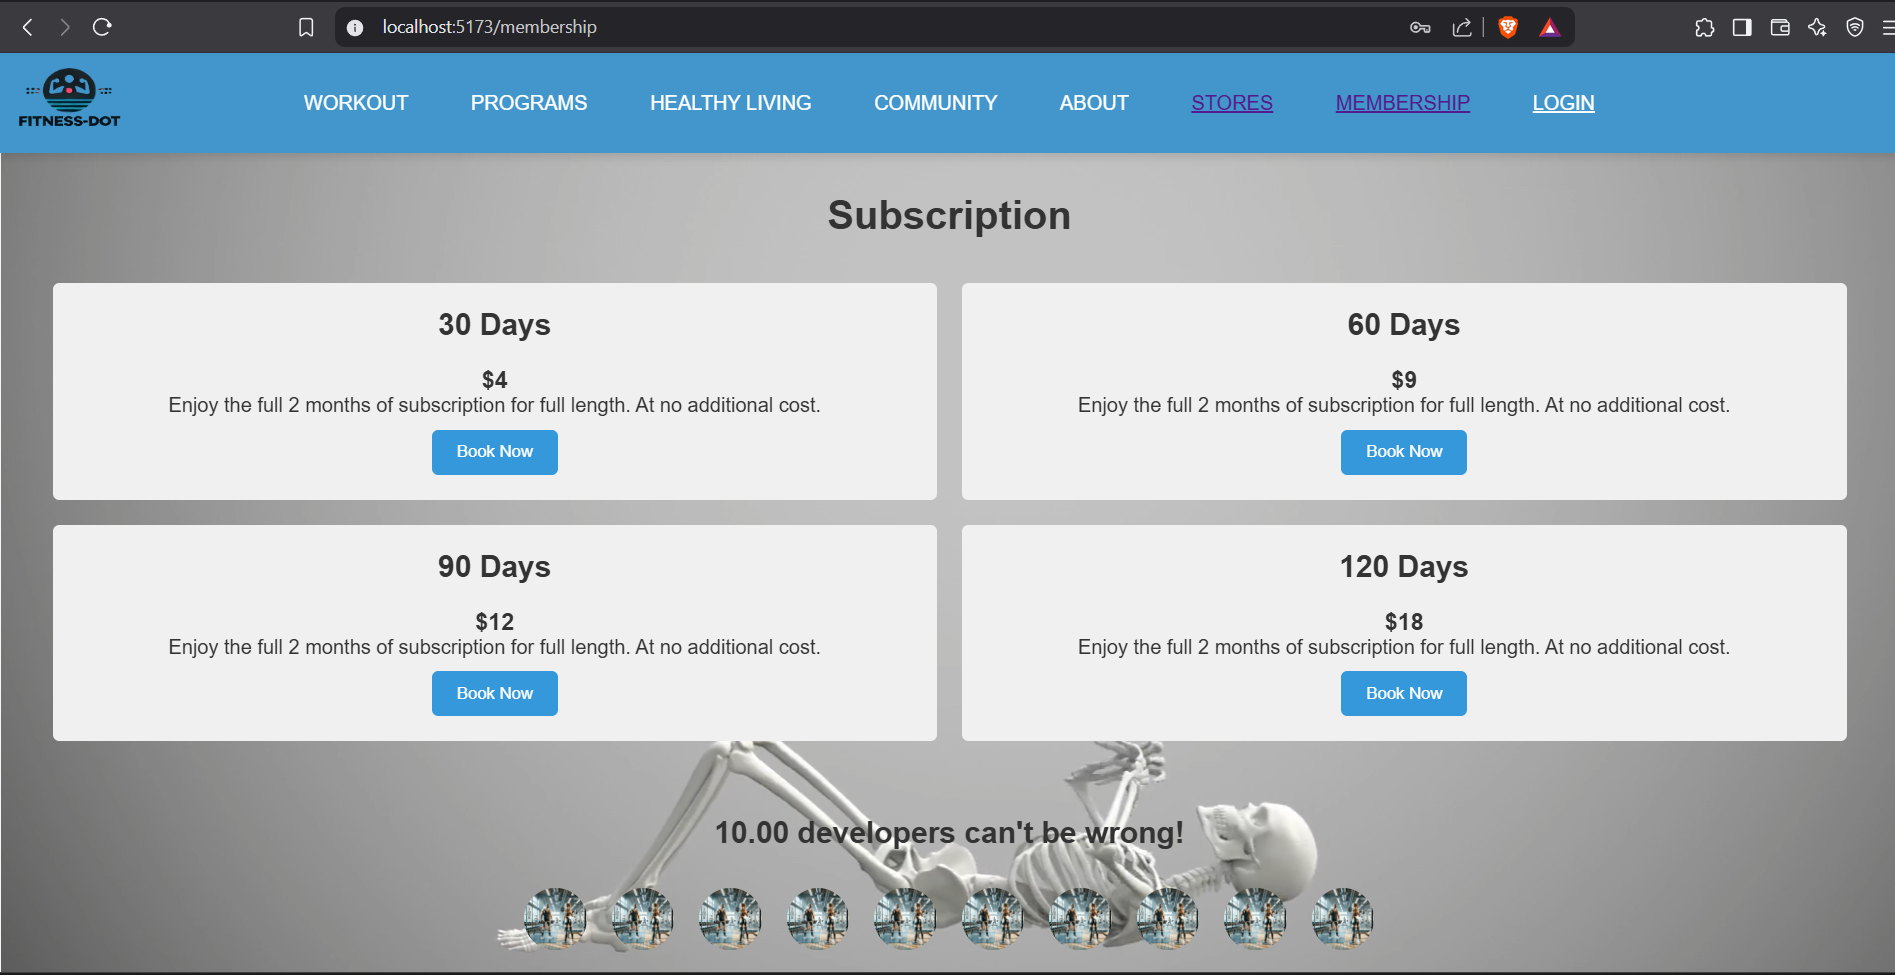 localhost:5173/membership
FITNESS-DOT
WORKOUT PROGRAMS HEALTHY LIVING COMMUNITY ABOUT STORES MEMBERSHIP LOGIN
Subscription
30 Days
$4
Enjoy the full 2 months of subscription for full length. At no additional cost.
Book Now
60 Days
$9
Enjoy the full 2 months of subscription for full length. At no additional cost.
Book Now
90 Days
$12
Enjoy the full 2 months of subscription for full length. At no additional cost.
Book Now
120 Days
$18
Enjoy the full 2 months of subscription for full length. At no additional cost.
Book Now
10.00 developers can't be wrong!